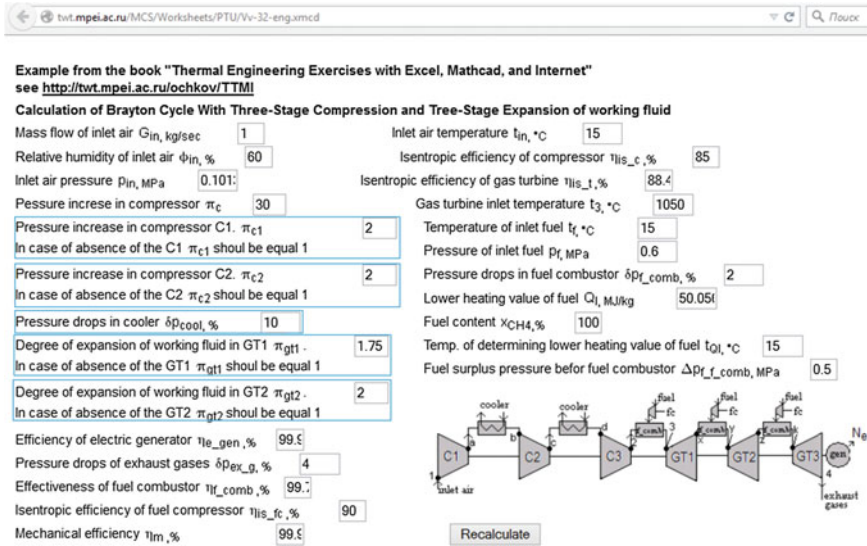 twt.mpei.ac.ru/MCS/Worksheets/PTU/Vv-32-eng.xmcd
Поиск
Example from the book "Thermal Engineering Exercises with Excel, Mathcad, and Internet"
see http://twt.mpei.ac.ru/ochkov/TTMI
Calculation of Brayton Cycle With Three-Stage Compression and Tree-Stage Expansion of working fluid
Mass flow of inlet air Gin, kg/sec 1
Relative humidity of inlet air ϕin, % 60
Inlet air pressure pin, MPa 0.101
Pessure increse in compressor πc 30
Pressure increase in compressor C1. πc1 2
In case of absence of the C1 πc1 shoul be equal 1
Pressure increase in compressor C2. πc2 2
In case of absence of the C2 πc2 shoul be equal 1
Pressure drops in cooler δpcool, % 10
Degree of expansion of working fluid in GT1 πgt1 . 1.75
In case of absence of the GT1 πgt1 shoul be equal 1
Degree of expansion of working fluid in GT2 πgt2 . 2
In case of absence of the GT2 πgt2 shoul be equal 1
Efficiency of electric generator ηe_gen ,% 99.9
Pressure drops of exhaust gases δpex_g, % 4
Effectiveness of fuel combustor ηf_comb ,% 99.
Isentropic efficiency of fuel compressor ηlis_fc ,% 90
Mechanical efficiency ηm ,% 99.9
Inlet air temperature tin, °C 15
Isentropic efficiency of compressor ηlis_c ,% 85
Isentropic efficiency of gas turbine ηlis_t ,% 88.4
Gas turbine inlet temperature t3, °C 1050
Temperature of inlet fuel tf, °C 15
Pressure of inlet fuel pf, MPa 0.6
Pressure drops in fuel combustor δpf_comb, % 2
Lower heating value of fuel Ql, MJ/kg 50.05
Fuel content xCH4,% 100
Temp. of determining lower heating value of fuel tQl, °C 15
Fuel surplus pressure befor fuel combustor Δpf_f_comb, MPa 0.5
cooler cooler fuel fuel fuel
fc fc fc
f_comb f_comb f_comb
a b c d 2 3 x y z k
C1 C2 C3 GT1 GT2 GT3 gen Ne
1 4
inlet air
exhaust
gases
Recalculate